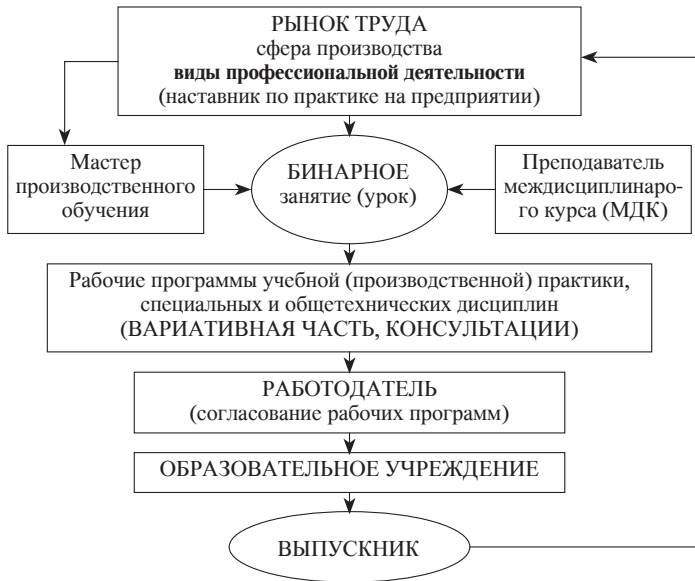 РЫНОК ТРУДА
сфера производства
виды профессиональной деятельности
(наставник по практике на предприятии)
Мастер
производственного
обучения
БИНАРНОЕ
занятие (урок)
Преподаватель
междисциплинаро-
го курса (МДК)
Рабочие программы учебной (производственной) практики,
специальных и общетехнических дисциплин
(ВАРИАТИВНАЯ ЧАСТЬ, КОНСУЛЬТАЦИИ)
РАБОТОДАТЕЛЬ
(согласование рабочих программ)
ОБРАЗОВАТЕЛЬНОЕ УЧРЕЖДЕНИЕ
ВЫПУСКНИК